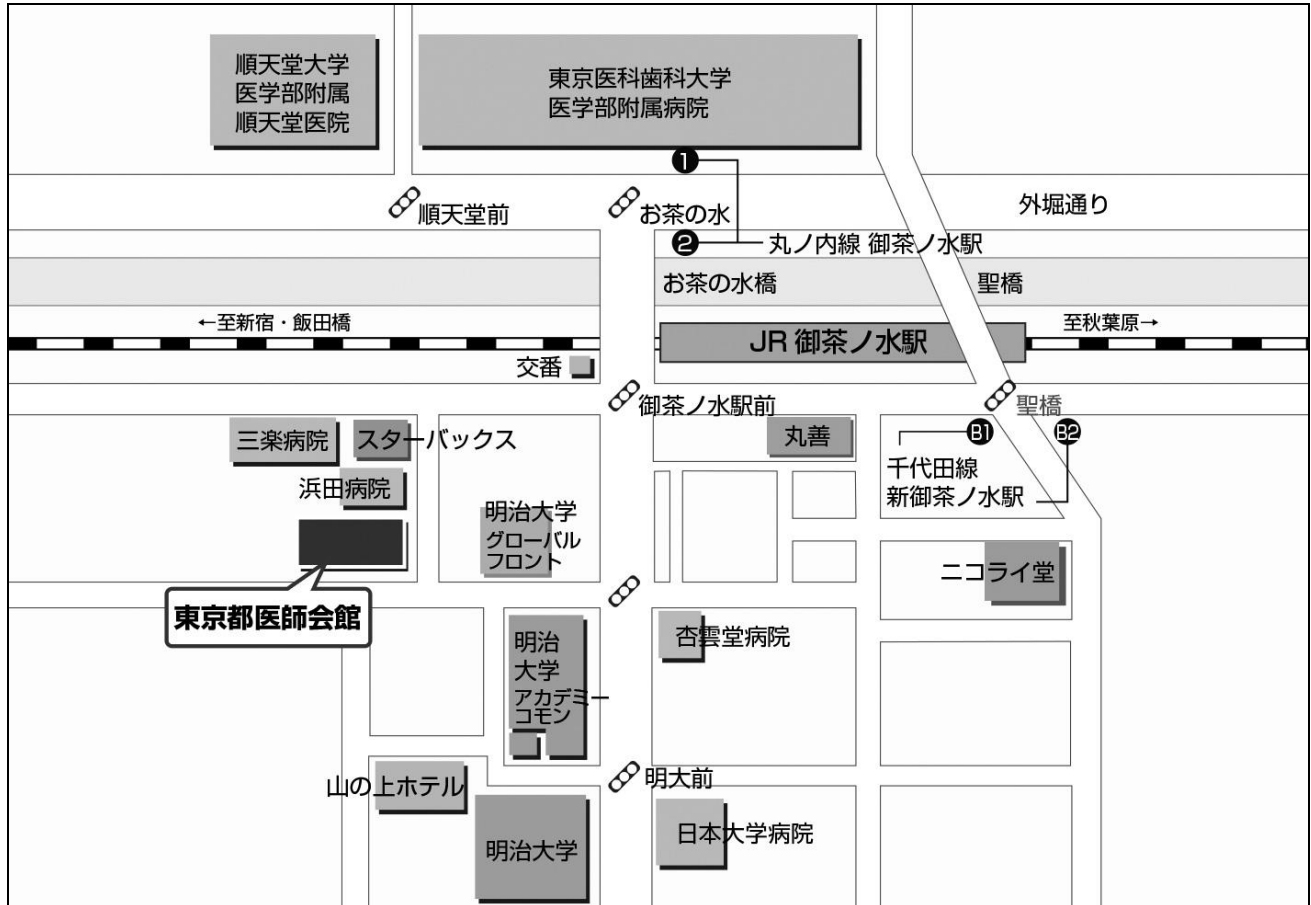 順天堂大学
医学部附属
順天堂医院
東京医科歯科大学
医学部附属病院
1
順天堂前
お茶の水
外堀通り
2
丸ノ内線 御茶ノ水駅
お茶の水橋
聖橋
←至新宿・飯田橋
JR 御茶ノ水駅
至秋葉原→
交番
御茶ノ水駅前
聖橋
三楽病院
スターバックス
丸善
B1
B2
千代田線
新御茶ノ水駅
浜田病院
明治大学
グローバル
フロント
ニコライ堂
東京都医師会館
明治
大学
アカデミー
コモン
杏雲堂病院
山の上ホテル
明大前
明治大学
日本大学病院